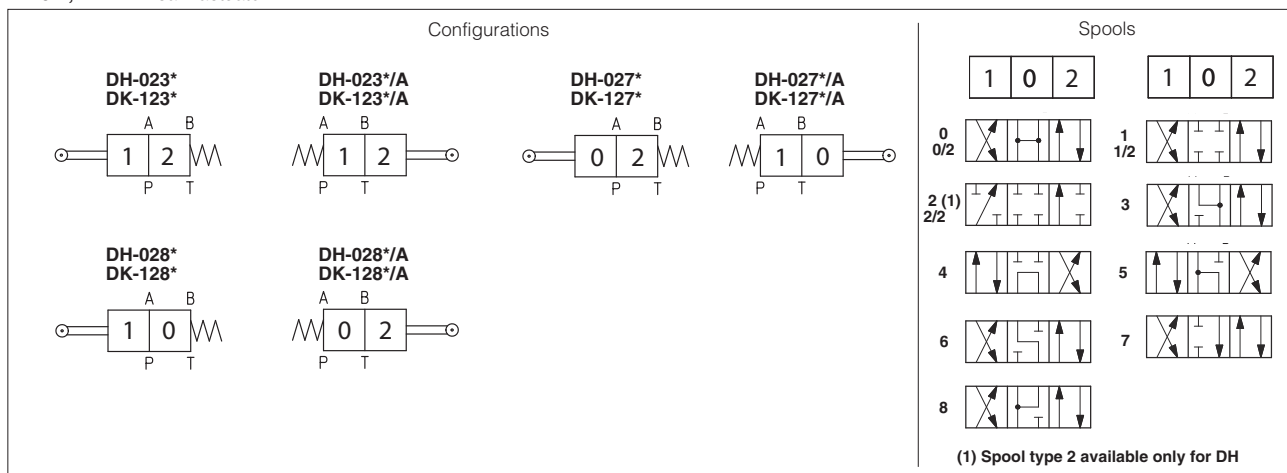 Configurations
Spools
DH-023*
DK-123*
DH-023*/A
DK-123*/A
DH-027*
DK-127*
DH-027*/A
DK-127*/A
A B
1 2
P T
A B
1 2
P T
A B
0 2
P T
A B
1 0
P T
DH-028*
DK-128*
DH-028*/A
DK-128*/A
A B
1 0
P T
A B
0 2
P T
1 0 2
1 0 2
0
0/2
1
1/2
2 (1)
2/2
3
4
5
6
7
8
(1) Spool type 2 available only for DH